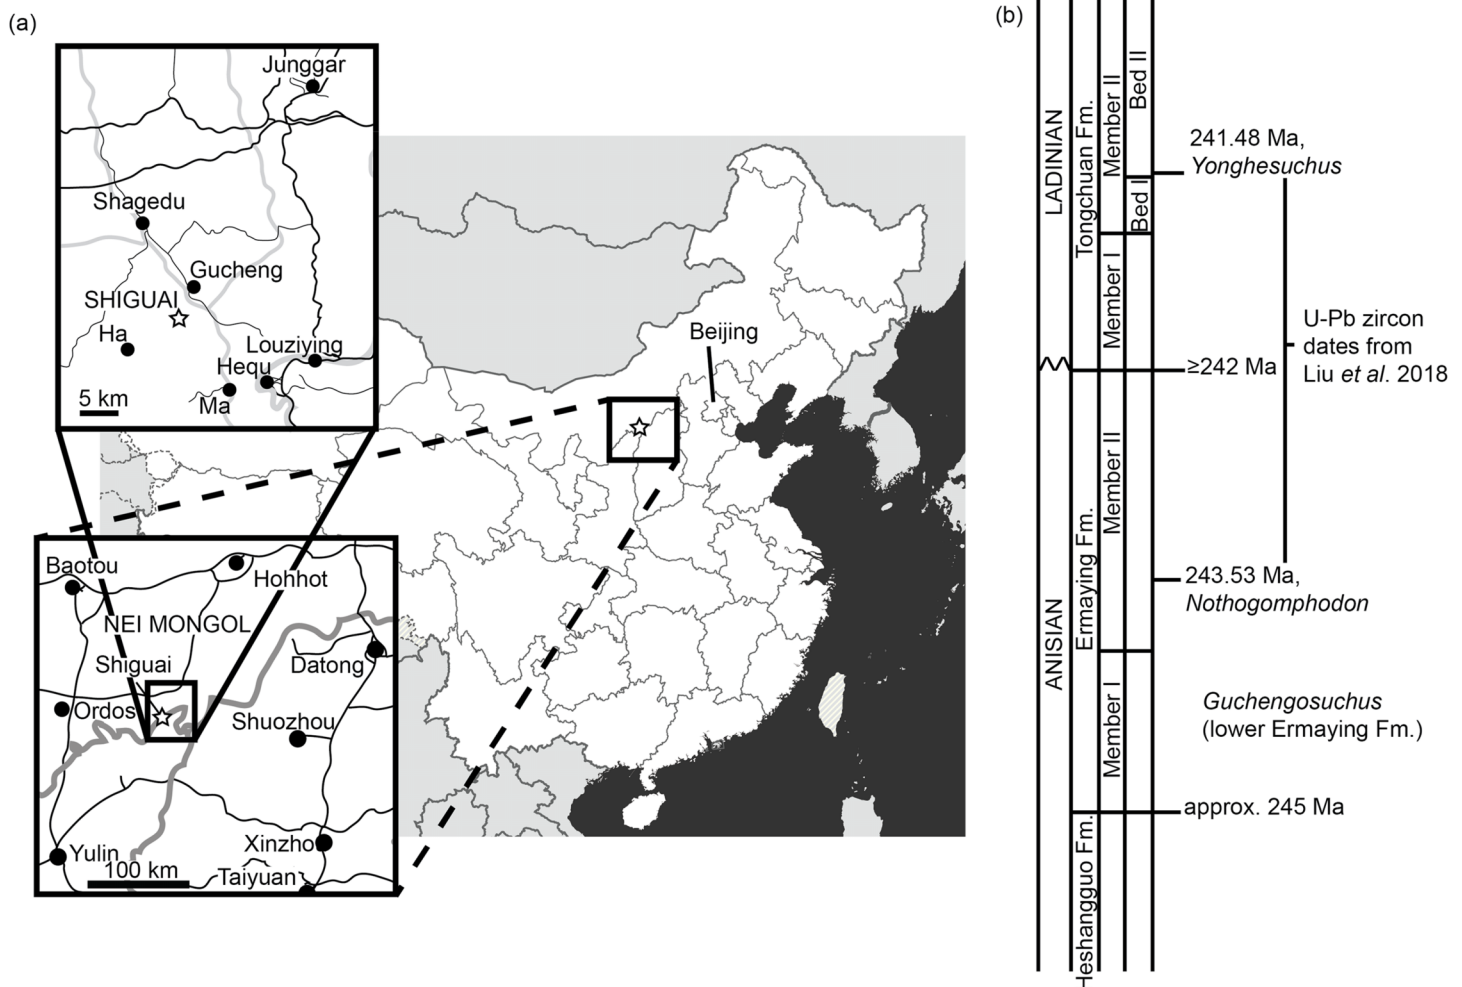 (a)
Junggar
Shagedu
Gucheng
SHIGUAI
Ha
Louziying
Hequ
Ma
5 km
Beijing
Baotou
Hohhot
NEI MONGOL
Shiguai
Datong
Ordos
Shuozhou
Xinzho
Yulin
100 km
Taiyuan
(b)
LADINIAN
ANISIAN
Tongchuan Fm.
Ermaying Fm.
Heshangguo Fm.
Member II
Member I
Member II
Member I
Bed II
Bed I
241.48 Ma,
Yonghesuchus
U-Pb zircon
dates from
Liu et al. 2018
≥242 Ma
243.53 Ma,
Nothogomphodon
Guchengosuchus
(lower Ermaying Fm.)
approx. 245 Ma